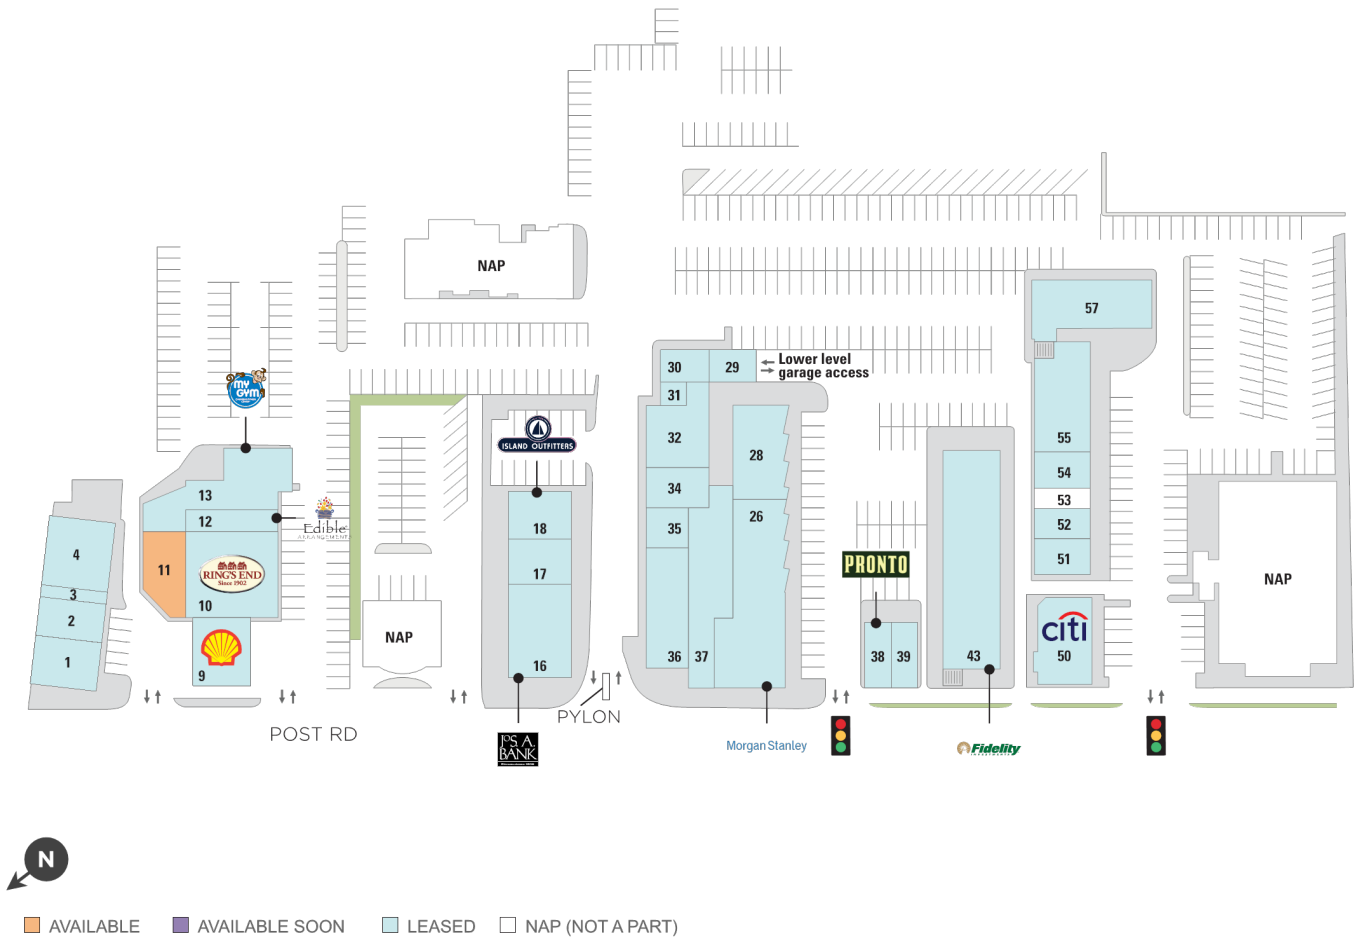 NAP
MY
GYM
57
30
29
Lower level
garage access
31
ISLAND OUTFITTERS
32
28
55
54
34
13
53
12
Edible
ARRANGEMENTS
18
35
26
52
4
11
RING'S END
Since 1902
17
PRONTO
51
NAP
3
10
2
NAP
CITI
1
9
16
36
37
38
39
43
50
PYLON
POST RD
JoS. A.
BANK
Morgan Stanley
Fidelity
INVESTMENTS
N
AVAILABLE
AVAILABLE SOON
LEASED
NAP (NOT A PART)